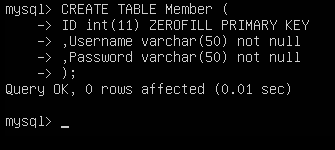 mysql> CREATE TABLE Member (
    -> ID int(11) ZEROFILL PRIMARY KEY
    -> ,Username varchar(50) not null
    -> ,Password varchar(50) not null
    -> );
Query OK, 0 rows affected (0.01 sec)
mysql> _